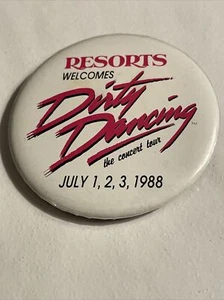 RESORTS
WELCOMES
Dirty
Dancing
the concert tour
JULY 1, 2, 3, 1988